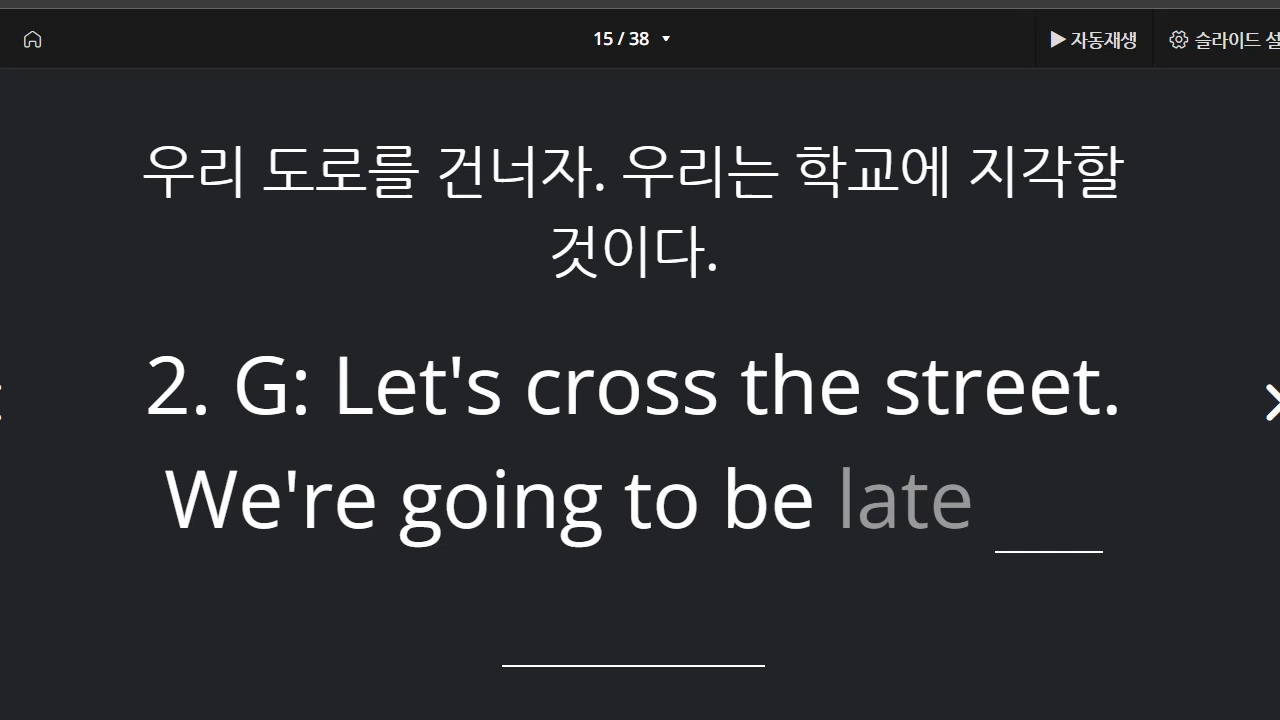 15 / 38
자동재생
슬라이드 설
우리 도로를 건너자. 우리는 학교에 지각할
것이다.
2. G: Let's cross the street.
We're going to be late